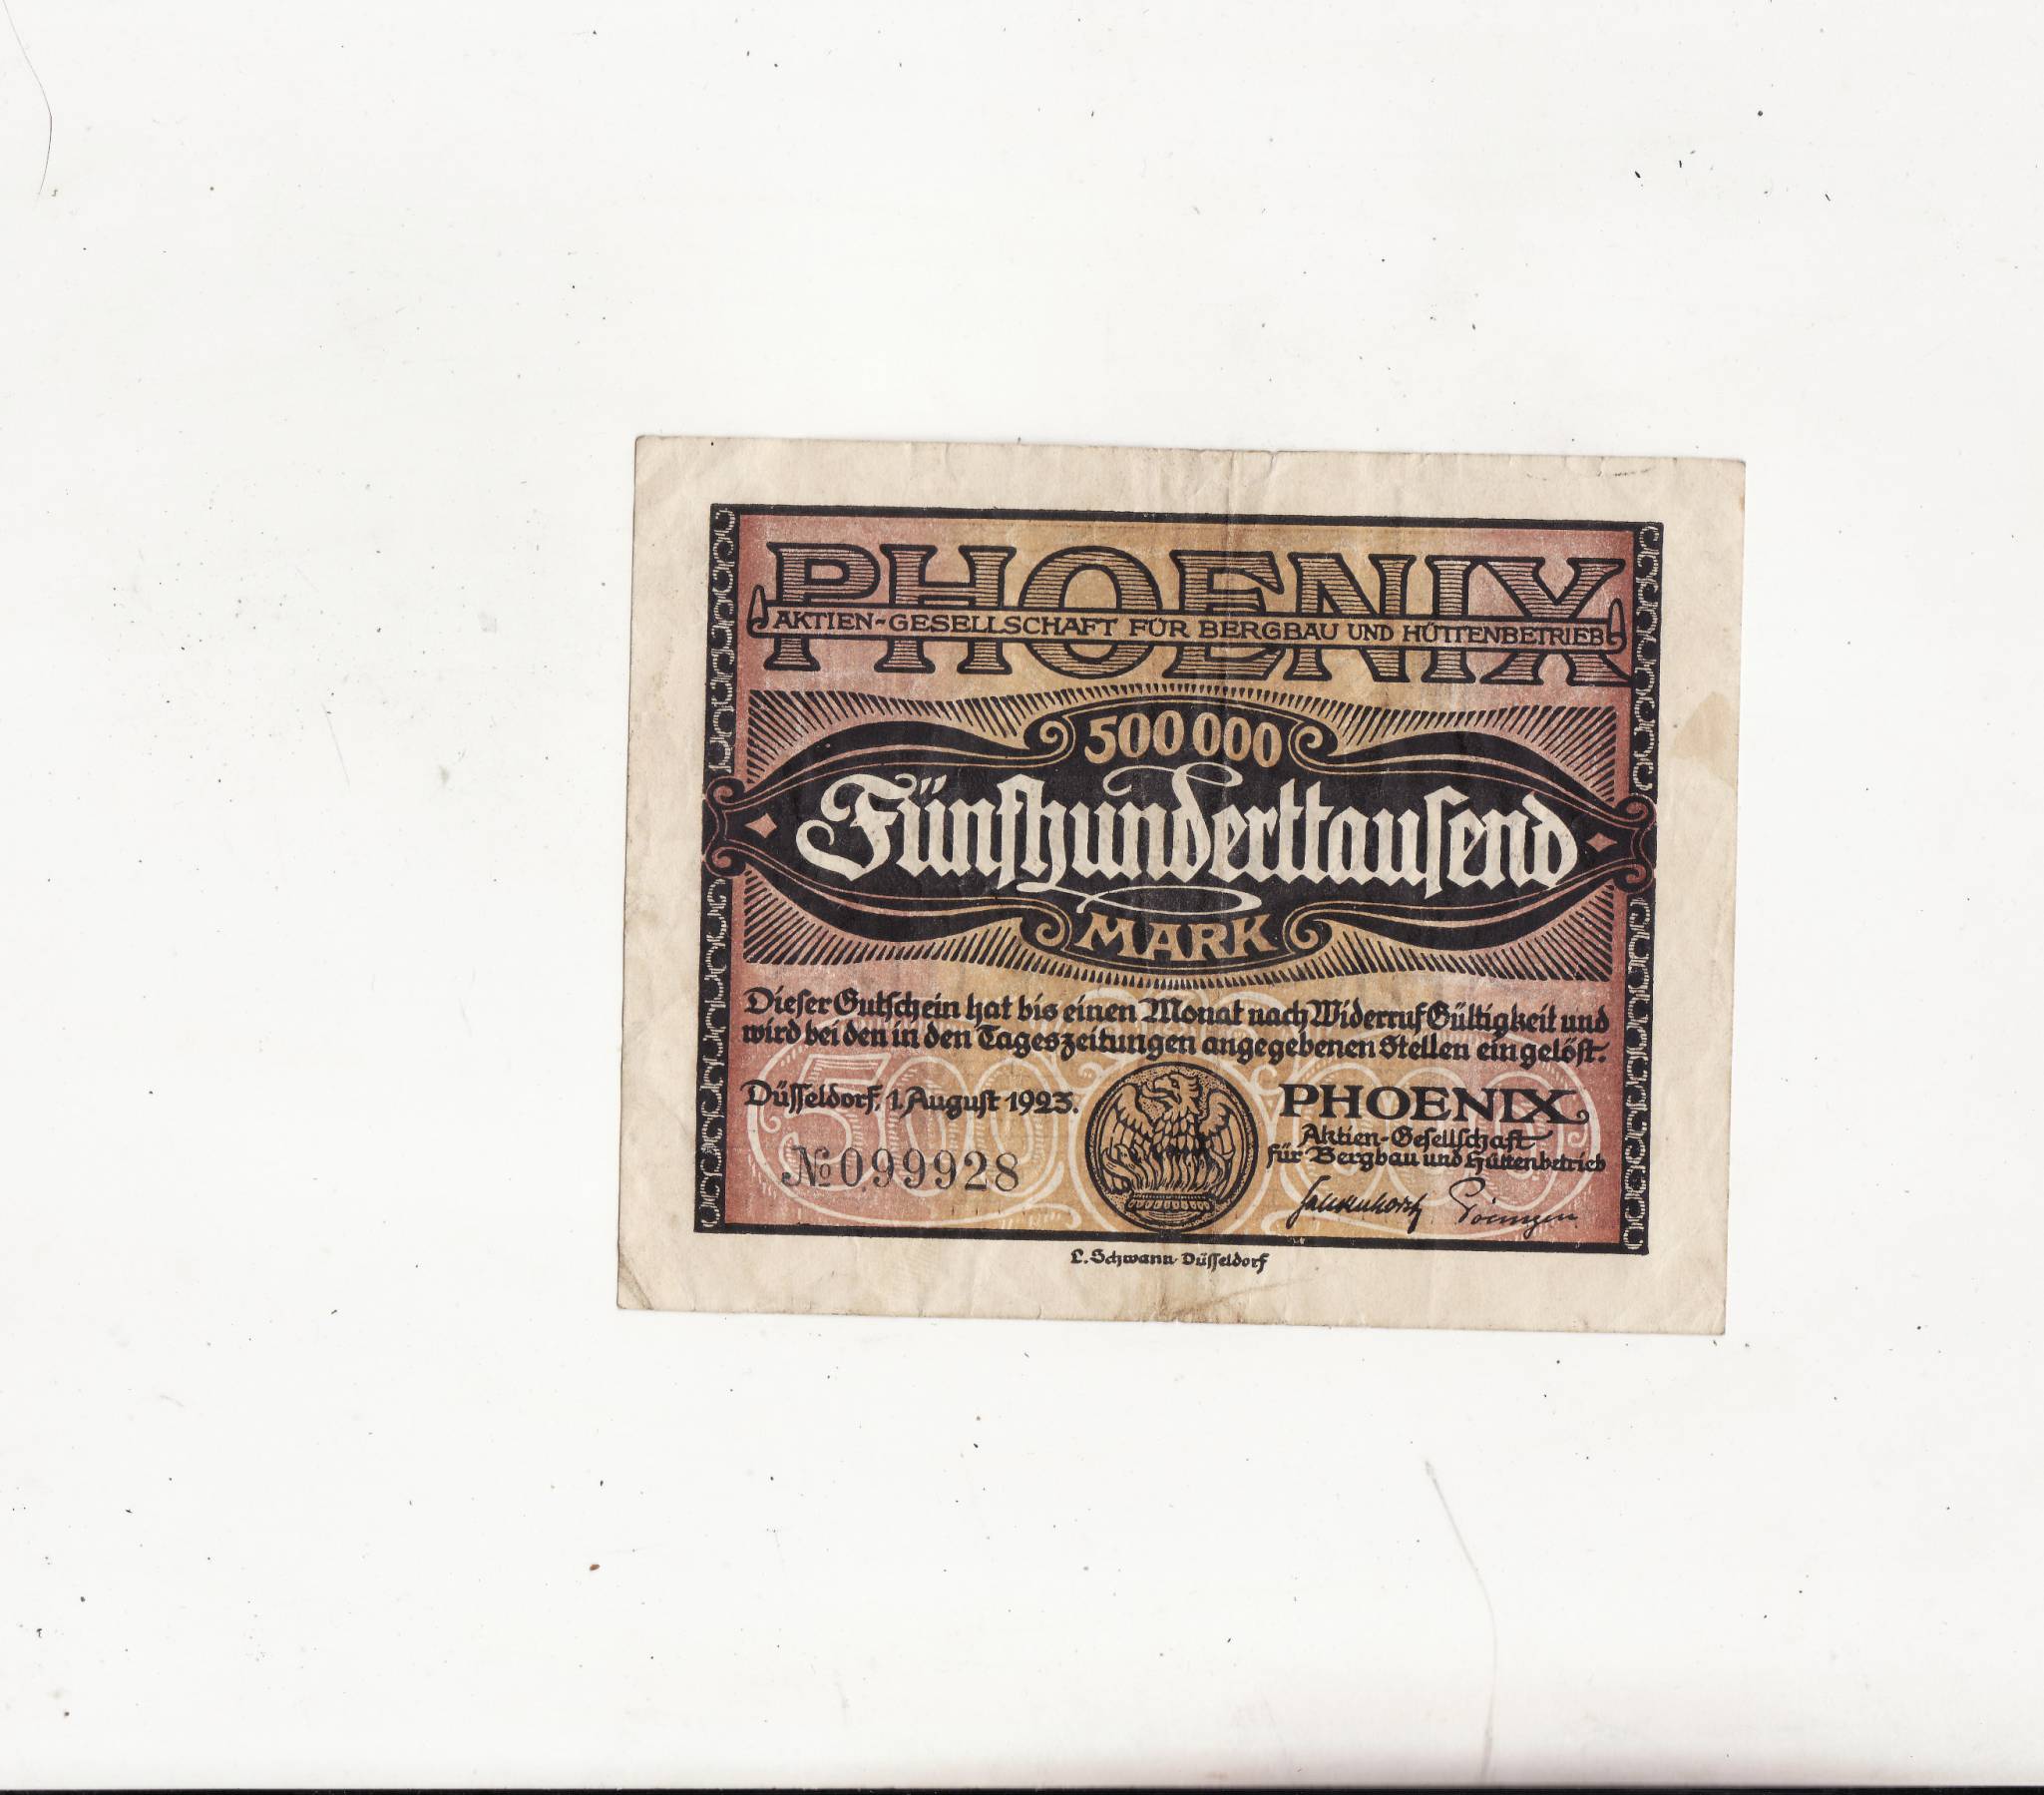 PHOENIX
AKTIEN-GESELLSCHAFT FÜR BERGBAU UND HÜTTENBETRIEB
500 000
Fünfhunderttausend
MARK
Dieser Gutschein hat bis einen Monat nach Widerruf Gültigkeit und
wird bei den in den Tageszeitungen angegebenen Stellen eingelöst.
Düsseldorf, 1. August 1923.
№ 099928
PHOENIX
Aktien-Gesellschaft
für Bergbau und Hüttenbetrieb
L. Schwann Düsseldorf